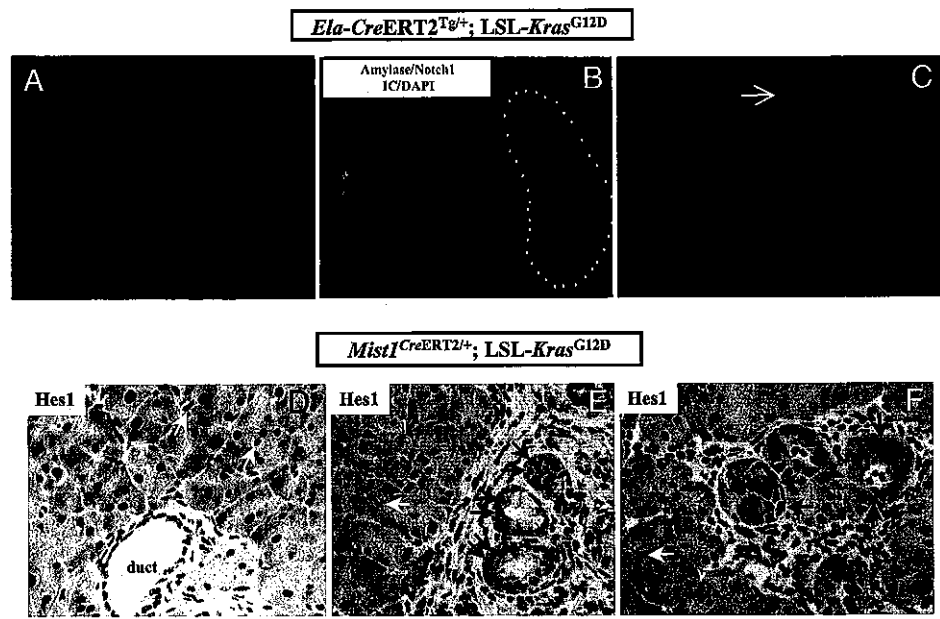 Ela-CreERT2Tg/+; LSL-KrasG12D
A
Amylase/Notch1
IC/DAPI
B
C
Mist1CreERT2/+; LSL-KrasG12D
Hes1
D
duct
Hes1
E
Hes1
F